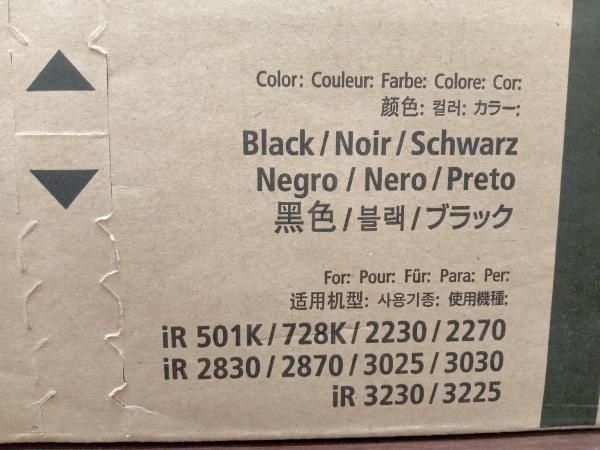 Color: Couleur: Farbe: Colore: Cor:
颜色: 컬러: カラー:
Black / Noir / Schwarz
Negro / Nero / Preto
黑色 / 블랙 / ブラック
For: Pour: Für: Para: Per:
适用机型: 사용기종: 使用機種:
iR 501K / 728K / 2230 / 2270
iR 2830 / 2870 / 3025 / 3030
iR 3230 / 3225